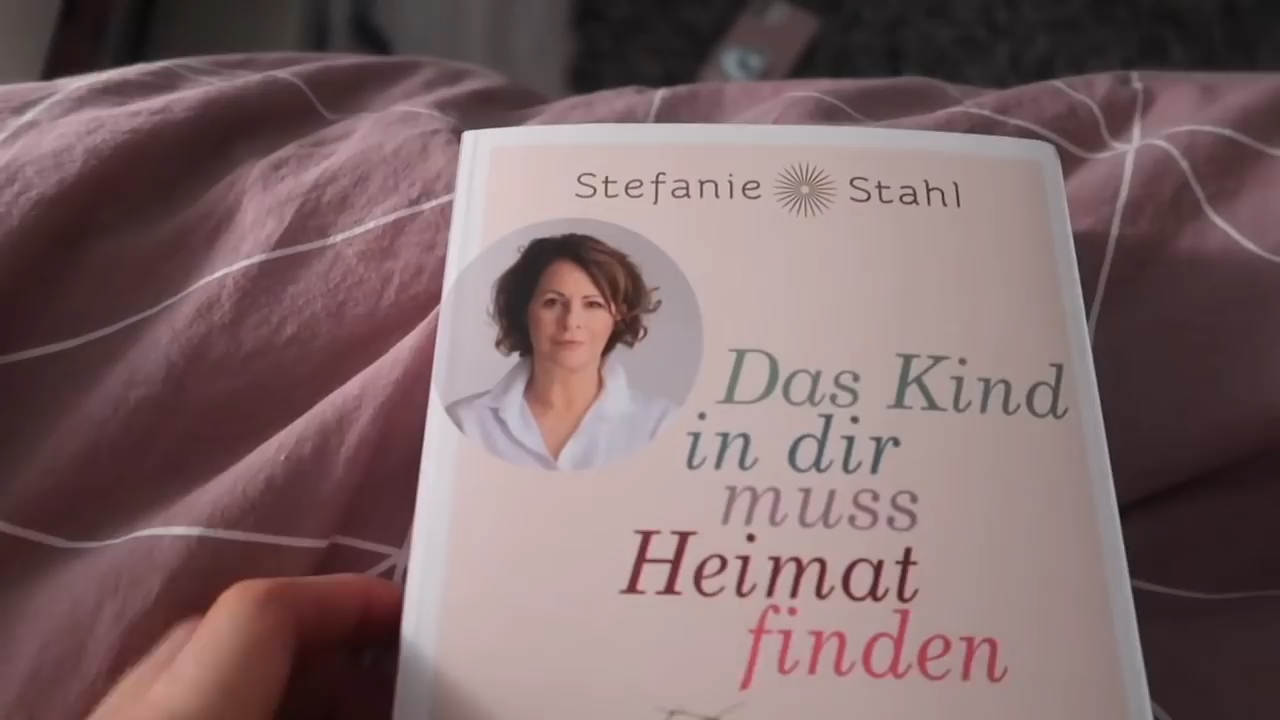 Stefanie Stahl
Das Kind
in dir
muss
Heimat
finden